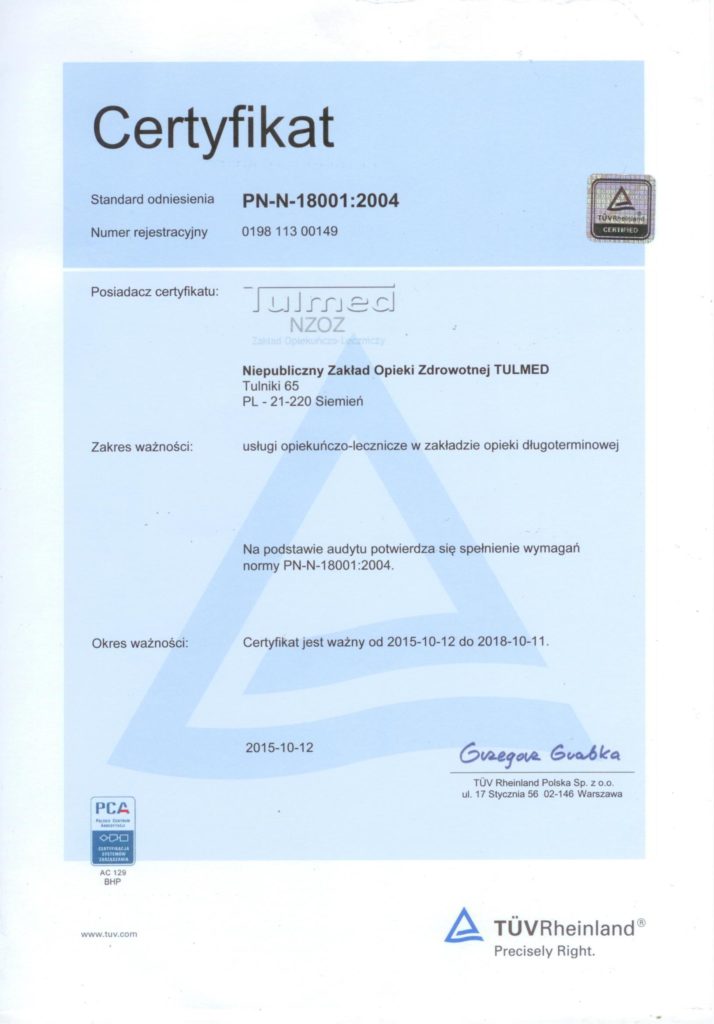 Certyfikat
Standard odniesienia PN-N-18001:2004
Numer rejestracyjny 0198 113 00149
TÜVRheinland
CERTIFIED
Posiadacz certyfikatu: Tulmed
NZOZ
Zakład Opiekuńczo-Leczniczy
Niepubliczny Zakład Opieki Zdrowotnej TULMED
Tulniki 65
PL - 21-220 Siemień
Zakres ważności: usługi opiekuńczo-lecznicze w zakładzie opieki długoterminowej
Na podstawie audytu potwierdza się spełnienie wymagań
normy PN-N-18001:2004.
Okres ważności: Certyfikat jest ważny od 2015-10-12 do 2018-10-11.
2015-10-12
Grzegorz Grabka
TÜV Rheinland Polska Sp. z o.o.
ul. 17 Stycznia 56 02-146 Warszawa
PCA
POLSKIE CENTRUM
AKREDYTACJI
CERTYFIKACJA
SYSTEMÓW
ZARZĄDZANIA
AC 129
BHP
www.tuv.com
TÜVRheinland®
Precisely Right.